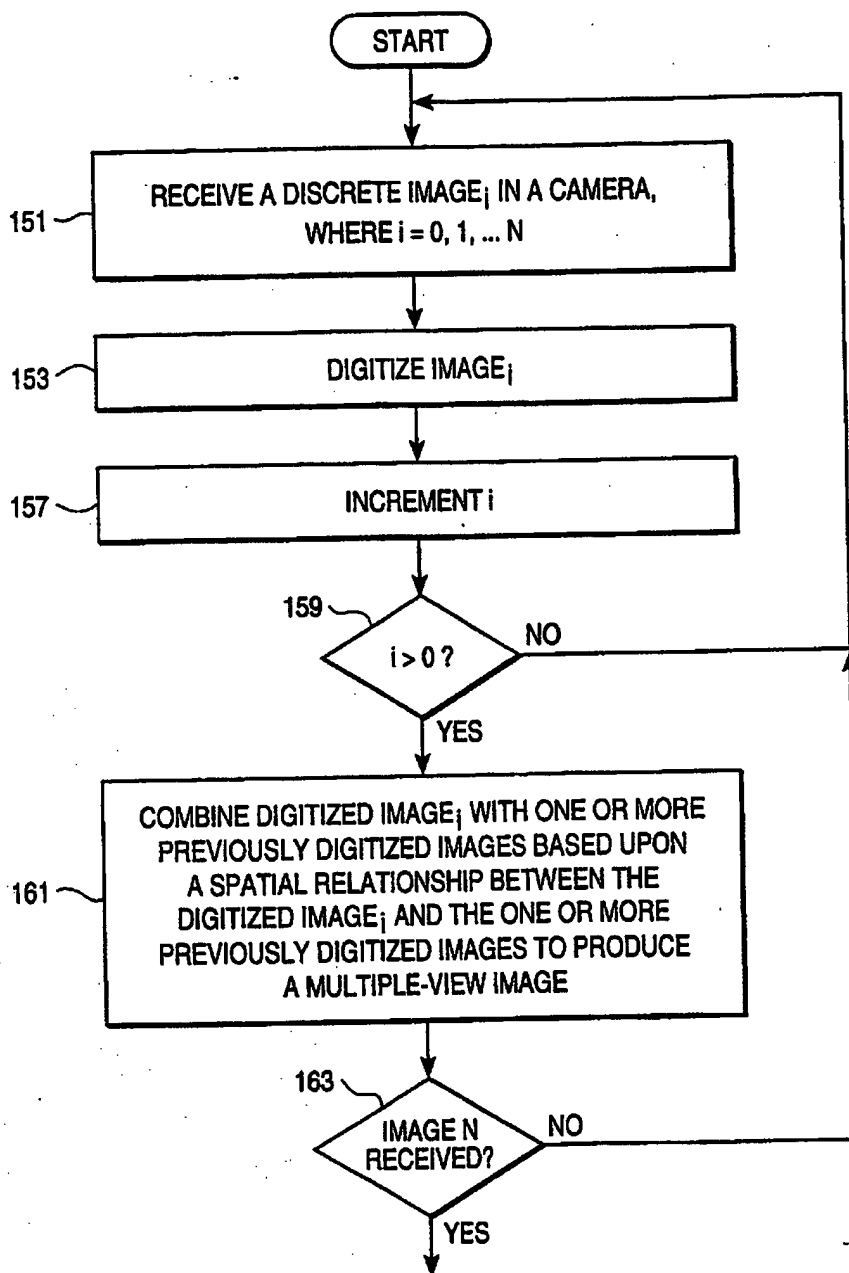 START
RECEIVE A DISCRETE IMAGEi IN A CAMERA,
WHERE i = 0, 1, ... N
151
DIGITIZE IMAGEi
153
INCREMENT i
157
159
i > 0 ?
NO
YES
COMBINE DIGITIZED IMAGEi WITH ONE OR MORE
PREVIOUSLY DIGITIZED IMAGES BASED UPON
A SPATIAL RELATIONSHIP BETWEEN THE
DIGITIZED IMAGEi AND THE ONE OR MORE
PREVIOUSLY DIGITIZED IMAGES TO PRODUCE
A MULTIPLE-VIEW IMAGE
161
163
IMAGE N
RECEIVED?
NO
YES